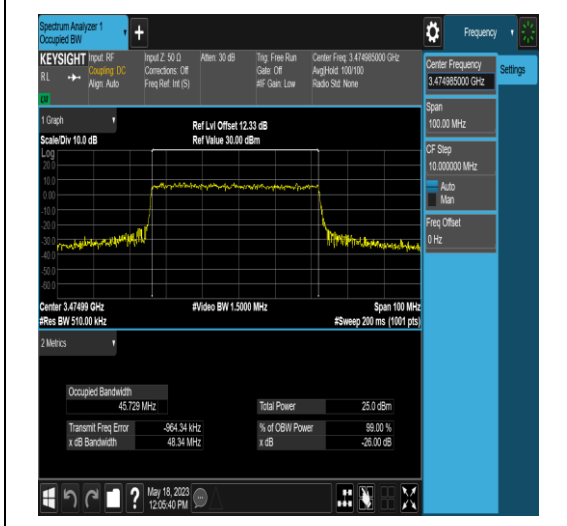 Spectrum Analyzer 1
Occupied BW
+
Frequency
KEYSIGHT
R L
LNI
Input: RF
Coupling: DC
Align: Auto
Input Z: 50 Ω
Corrections: Off
Freq Ref: Int (S)
Atten: 30 dB
Trig: Free Run
Gate: Off
#IF Gain: Low
Center Freq: 3.474985000 GHz
Avg|Hold: 100/100
Radio Std: None
Center Frequency
3.474985000 GHz
Settings
Span
100.00 MHz
CF Step
10.000000 MHz
Auto
Man
Freq Offset
0 Hz
1 Graph
Scale/Div 10.0 dB
Ref Lvl Offset 12.33 dB
Ref Value 30.00 dBm
Log
20.0
10.0
0.00
-10.0
-20.0
-30.0
-40.0
-50.0
-60.0
Center 3.47499 GHz
#Video BW 1.5000 MHz
Span 100 MHz
#Res BW 510.00 kHz
#Sweep 200 ms (1001 pts)
2 Metrics
Occupied Bandwidth
45.729 MHz
Total Power 25.0 dBm
Transmit Freq Error -964.34 kHz
% of OBW Power 99.00 %
x dB Bandwidth 48.34 MHz
x dB -26.00 dB
?
May 18, 2023
12:05:40 PM